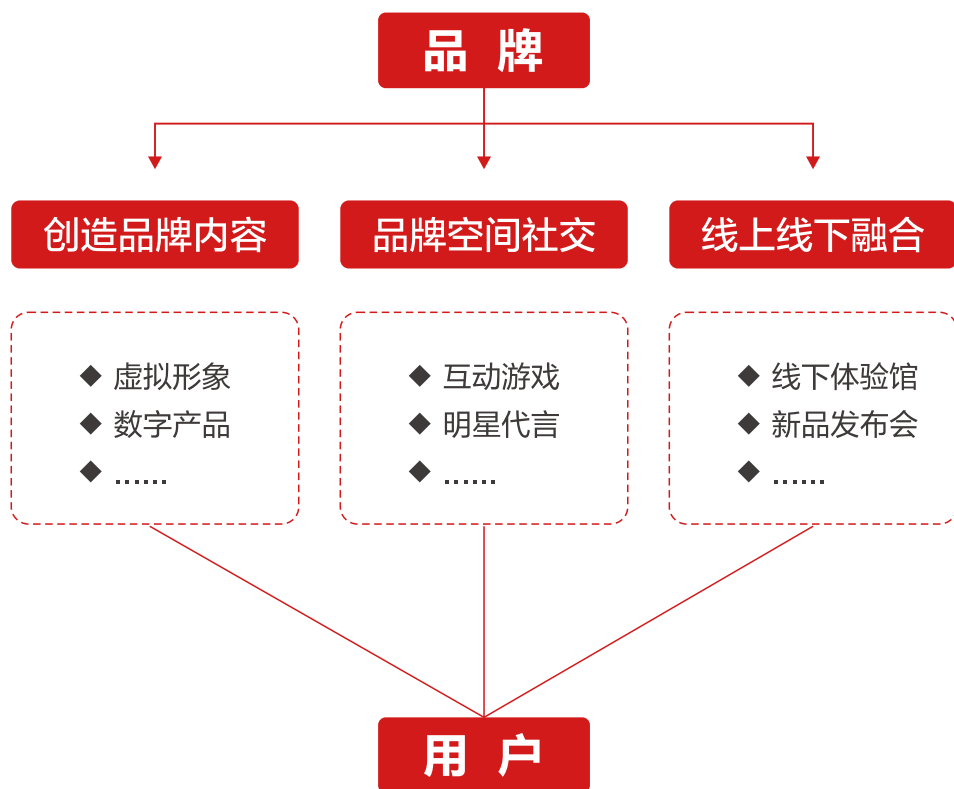 品 牌
创造品牌内容
品牌空间社交
线上线下融合
◆ 虚拟形象
◆ 数字产品
◆ ……
◆ 互动游戏
◆ 明星代言
◆ ……
◆ 线下体验馆
◆ 新品发布会
◆ ……
用 户